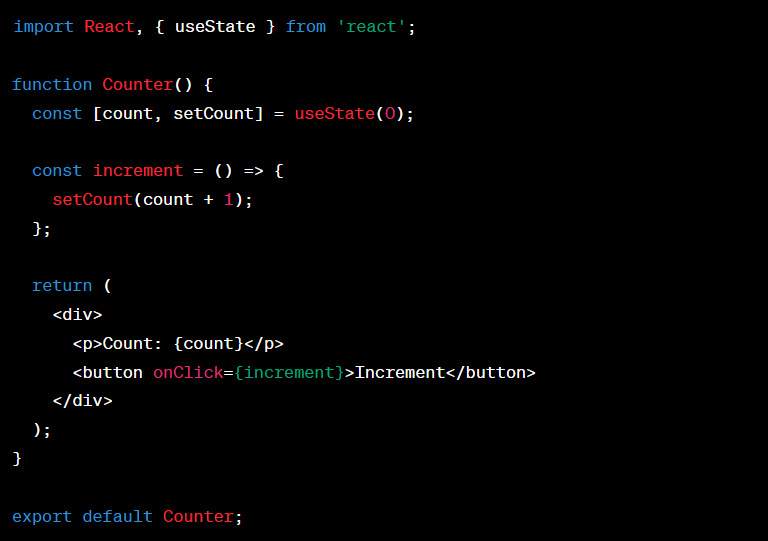 import React, { useState } from 'react';

function Counter() {
  const [count, setCount] = useState(0);

  const increment = () => {
    setCount(count + 1);
  };

  return (
    <div>
      <p>Count: {count}</p>
      <button onClick={increment}>Increment</button>
    </div>
  );
}

export default Counter;